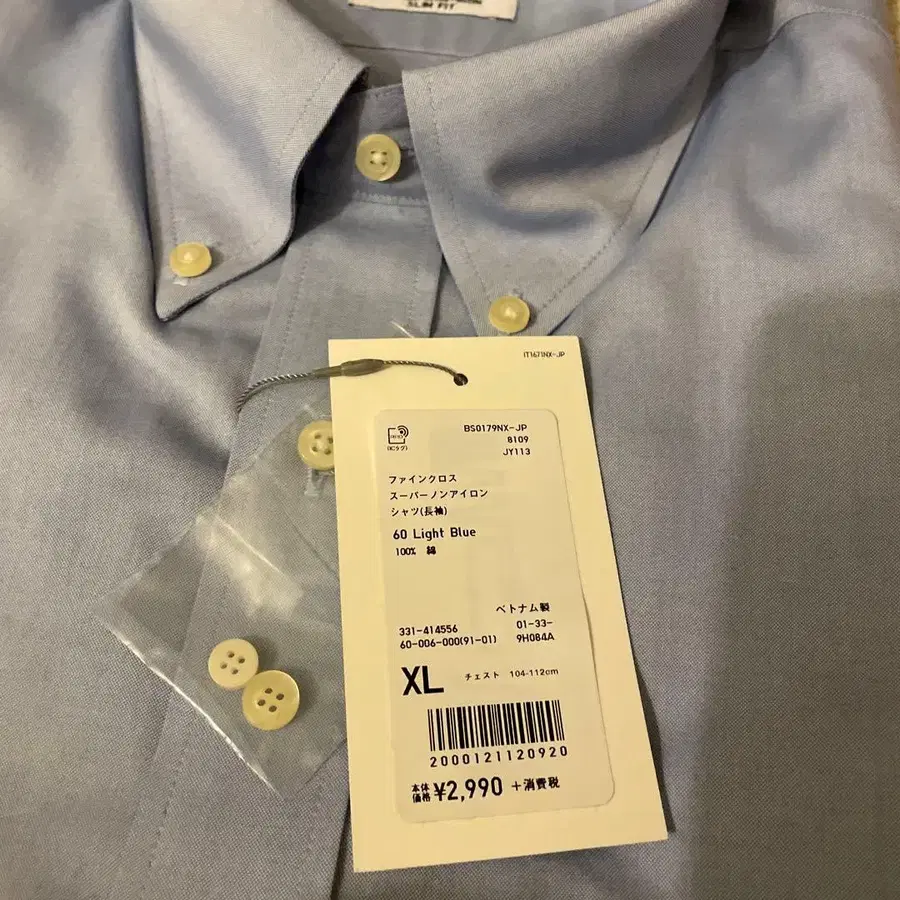 SLIM FIT
IT1671NX-JP
RFID
(ICタグ)
BS0179NX-JP
8109
JY113
ファインクロス
スーパーノンアイロン
シャツ(長袖)
60 Light Blue
100% 綿
ベトナム製
331-414556
01-33-
60-006-000(91-01)
9H084A
XL チェスト 104-112cm
2000121120920
本体
価格 ¥2,990 +消費税